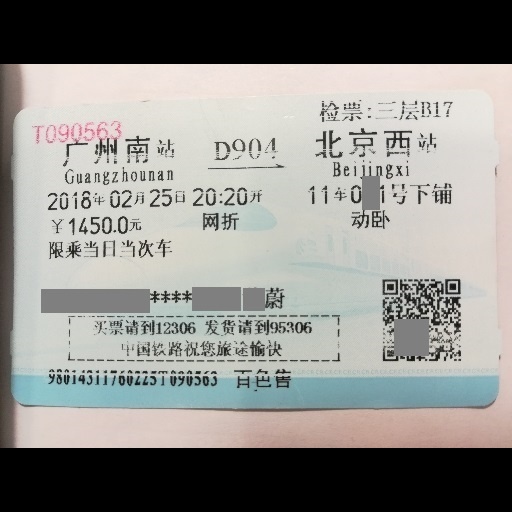 检票:三层B17
T090563
广州南站 D904 北京西站
Guangzhounan Beijingxi
2018年02月25日20:20开 11车0 1号下铺
￥1450.0元 网折 动卧
限乘当日当次车
**** 蔚
买票请到12306 发货请到95306
中国铁路祝您旅途愉快
98014311760225T090563 百色售